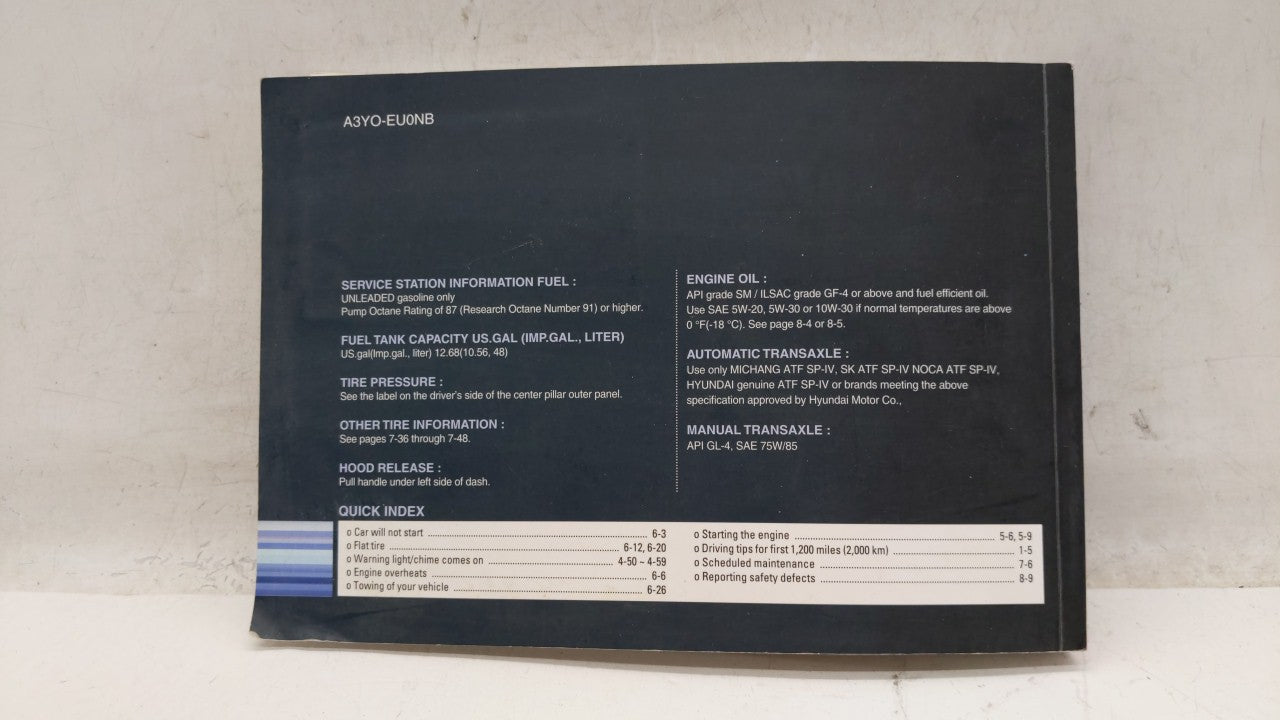 A3YO-EU0NB
SERVICE STATION INFORMATION FUEL :
UNLEADED gasoline only
Pump Octane Rating of 87 (Research Octane Number 91) or higher.
FUEL TANK CAPACITY US.GAL (IMP.GAL., LITER)
US.gal(Imp.gal., liter) 12.68(10.56, 48)
TIRE PRESSURE :
See the label on the driver's side of the center pillar outer panel.
OTHER TIRE INFORMATION :
See pages 7-36 through 7-48.
HOOD RELEASE :
Pull handle under left side of dash.
ENGINE OIL :
API grade SM / ILSAC grade GF-4 or above and fuel efficient oil.
Use SAE 5W-20, 5W-30 or 10W-30 if normal temperatures are above
0 °F(-18 °C). See page 8-4 or 8-5.
AUTOMATIC TRANSAXLE :
Use only MICHANG ATF SP-IV, SK ATF SP-IV NOCA ATF SP-IV,
HYUNDAI genuine ATF SP-IV or brands meeting the above
specification approved by Hyundai Motor Co.,
MANUAL TRANSAXLE :
API GL-4, SAE 75W/85
QUICK INDEX
o Car will not start ........ 6-3
o Flat tire ........ 6-12, 6-20
o Warning light/chime comes on ........ 4-50 ~ 4-59
o Engine overheats ........ 6-6
o Towing of your vehicle ........ 6-26
o Starting the engine ........ 5-6, 5-9
o Driving tips for first 1,200 miles (2,000 km) ........ 1-5
o Scheduled maintenance ........ 7-6
o Reporting safety defects ........ 8-9